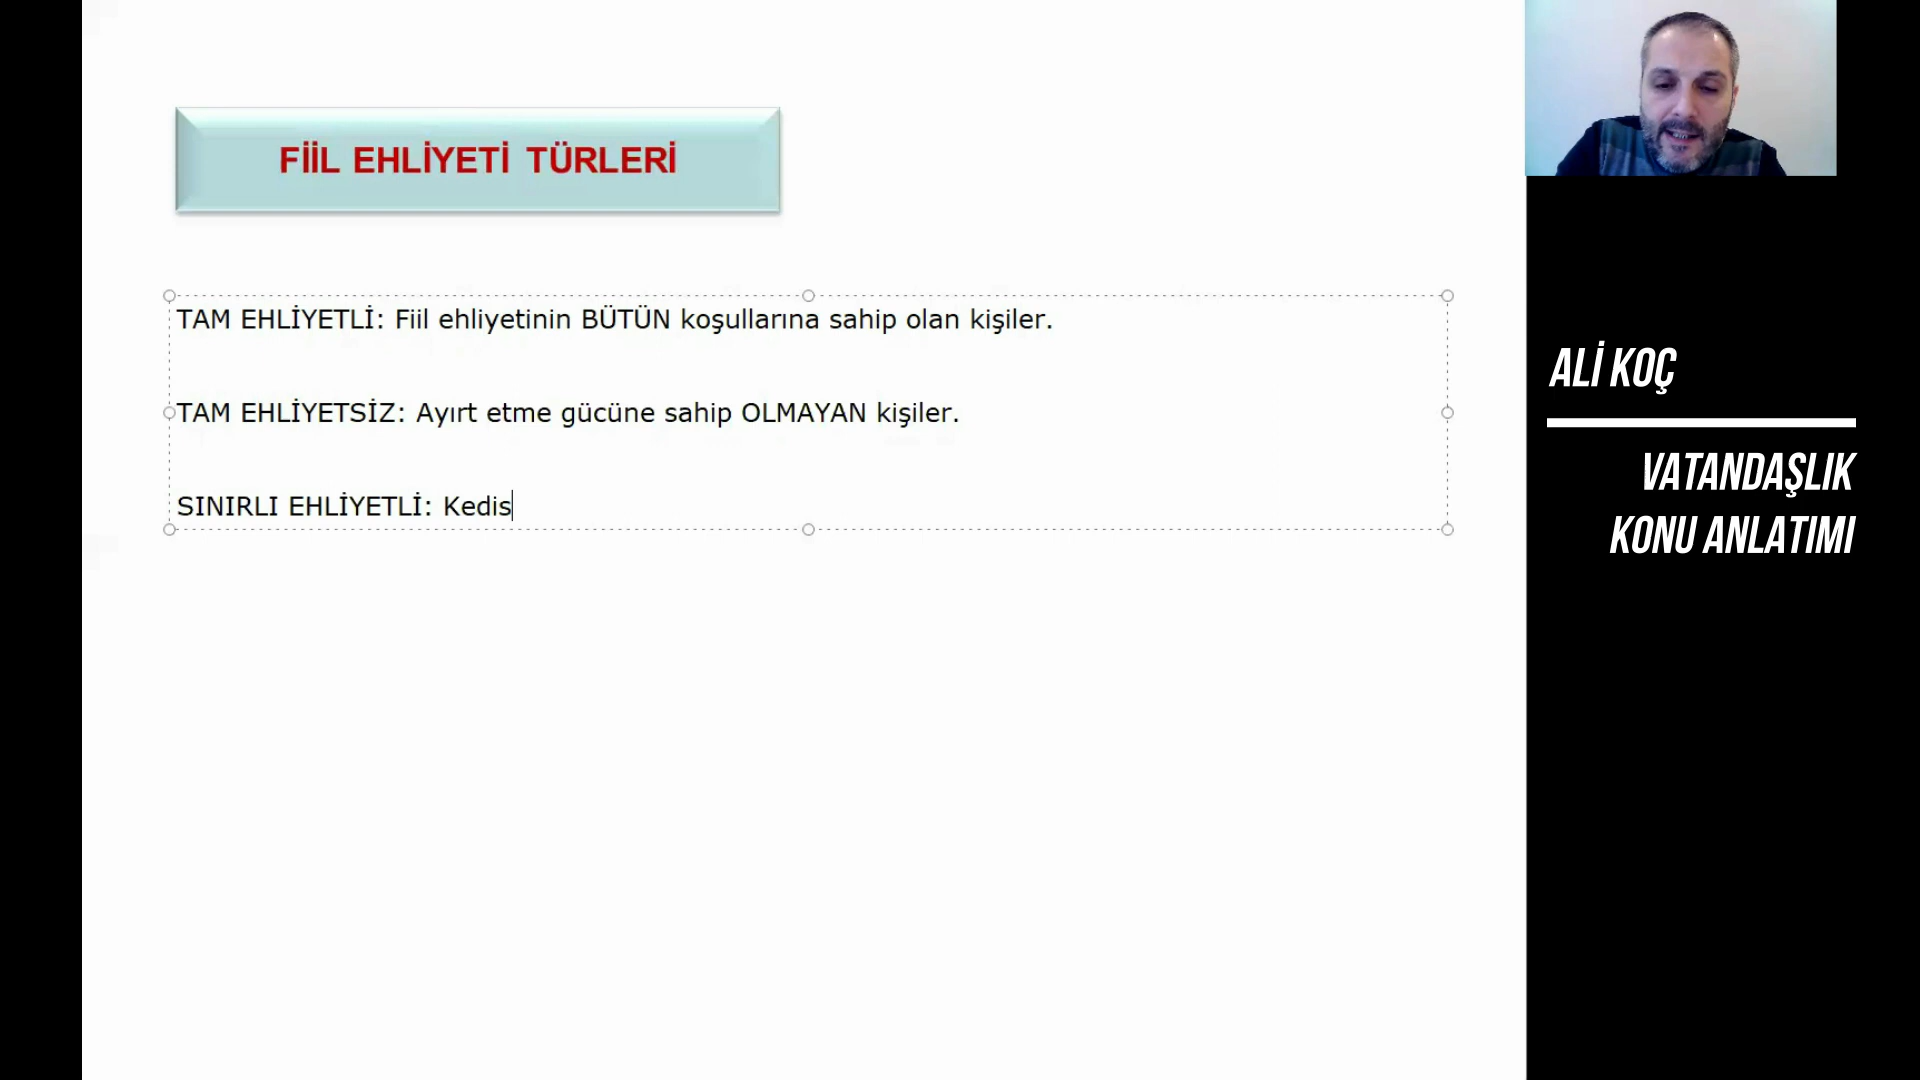 FİİL EHLİYETİ TÜRLERİ
TAM EHLİYETLİ: Fiil ehliyetinin BÜTÜN koşullarına sahip olan kişiler.
TAM EHLİYETSİZ: Ayırt etme gücüne sahip OLMAYAN kişiler.
SINIRLI EHLİYETLİ: Kedis
ALİ KOÇ
VATANDAŞLIK
KONU ANLATIMI